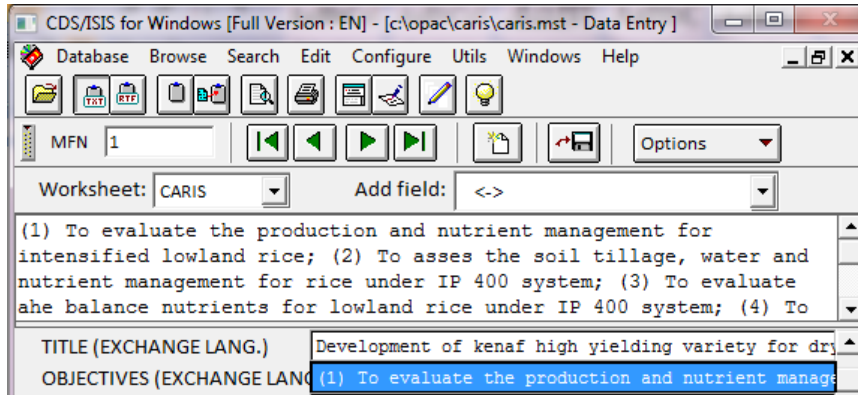 CDS/ISIS for Windows [Full Version : EN] - [c:\opac\caris\caris.mst - Data Entry ]
Database Browse Search Edit Configure Utils Windows Help
TXT RTF
MFN 1 Options
Worksheet: CARIS Add field: <->
(1) To evaluate the production and nutrient management for
intensified lowland rice; (2) To asses the soil tillage, water and
nutrient management for rice under IP 400 system; (3) To evaluate
ahe balance nutrients for lowland rice under IP 400 system; (4) To
TITLE (EXCHANGE LANG.) Development of kenaf high yielding variety for dry
OBJECTIVES (EXCHANGE LANG (1) To evaluate the production and nutrient manage